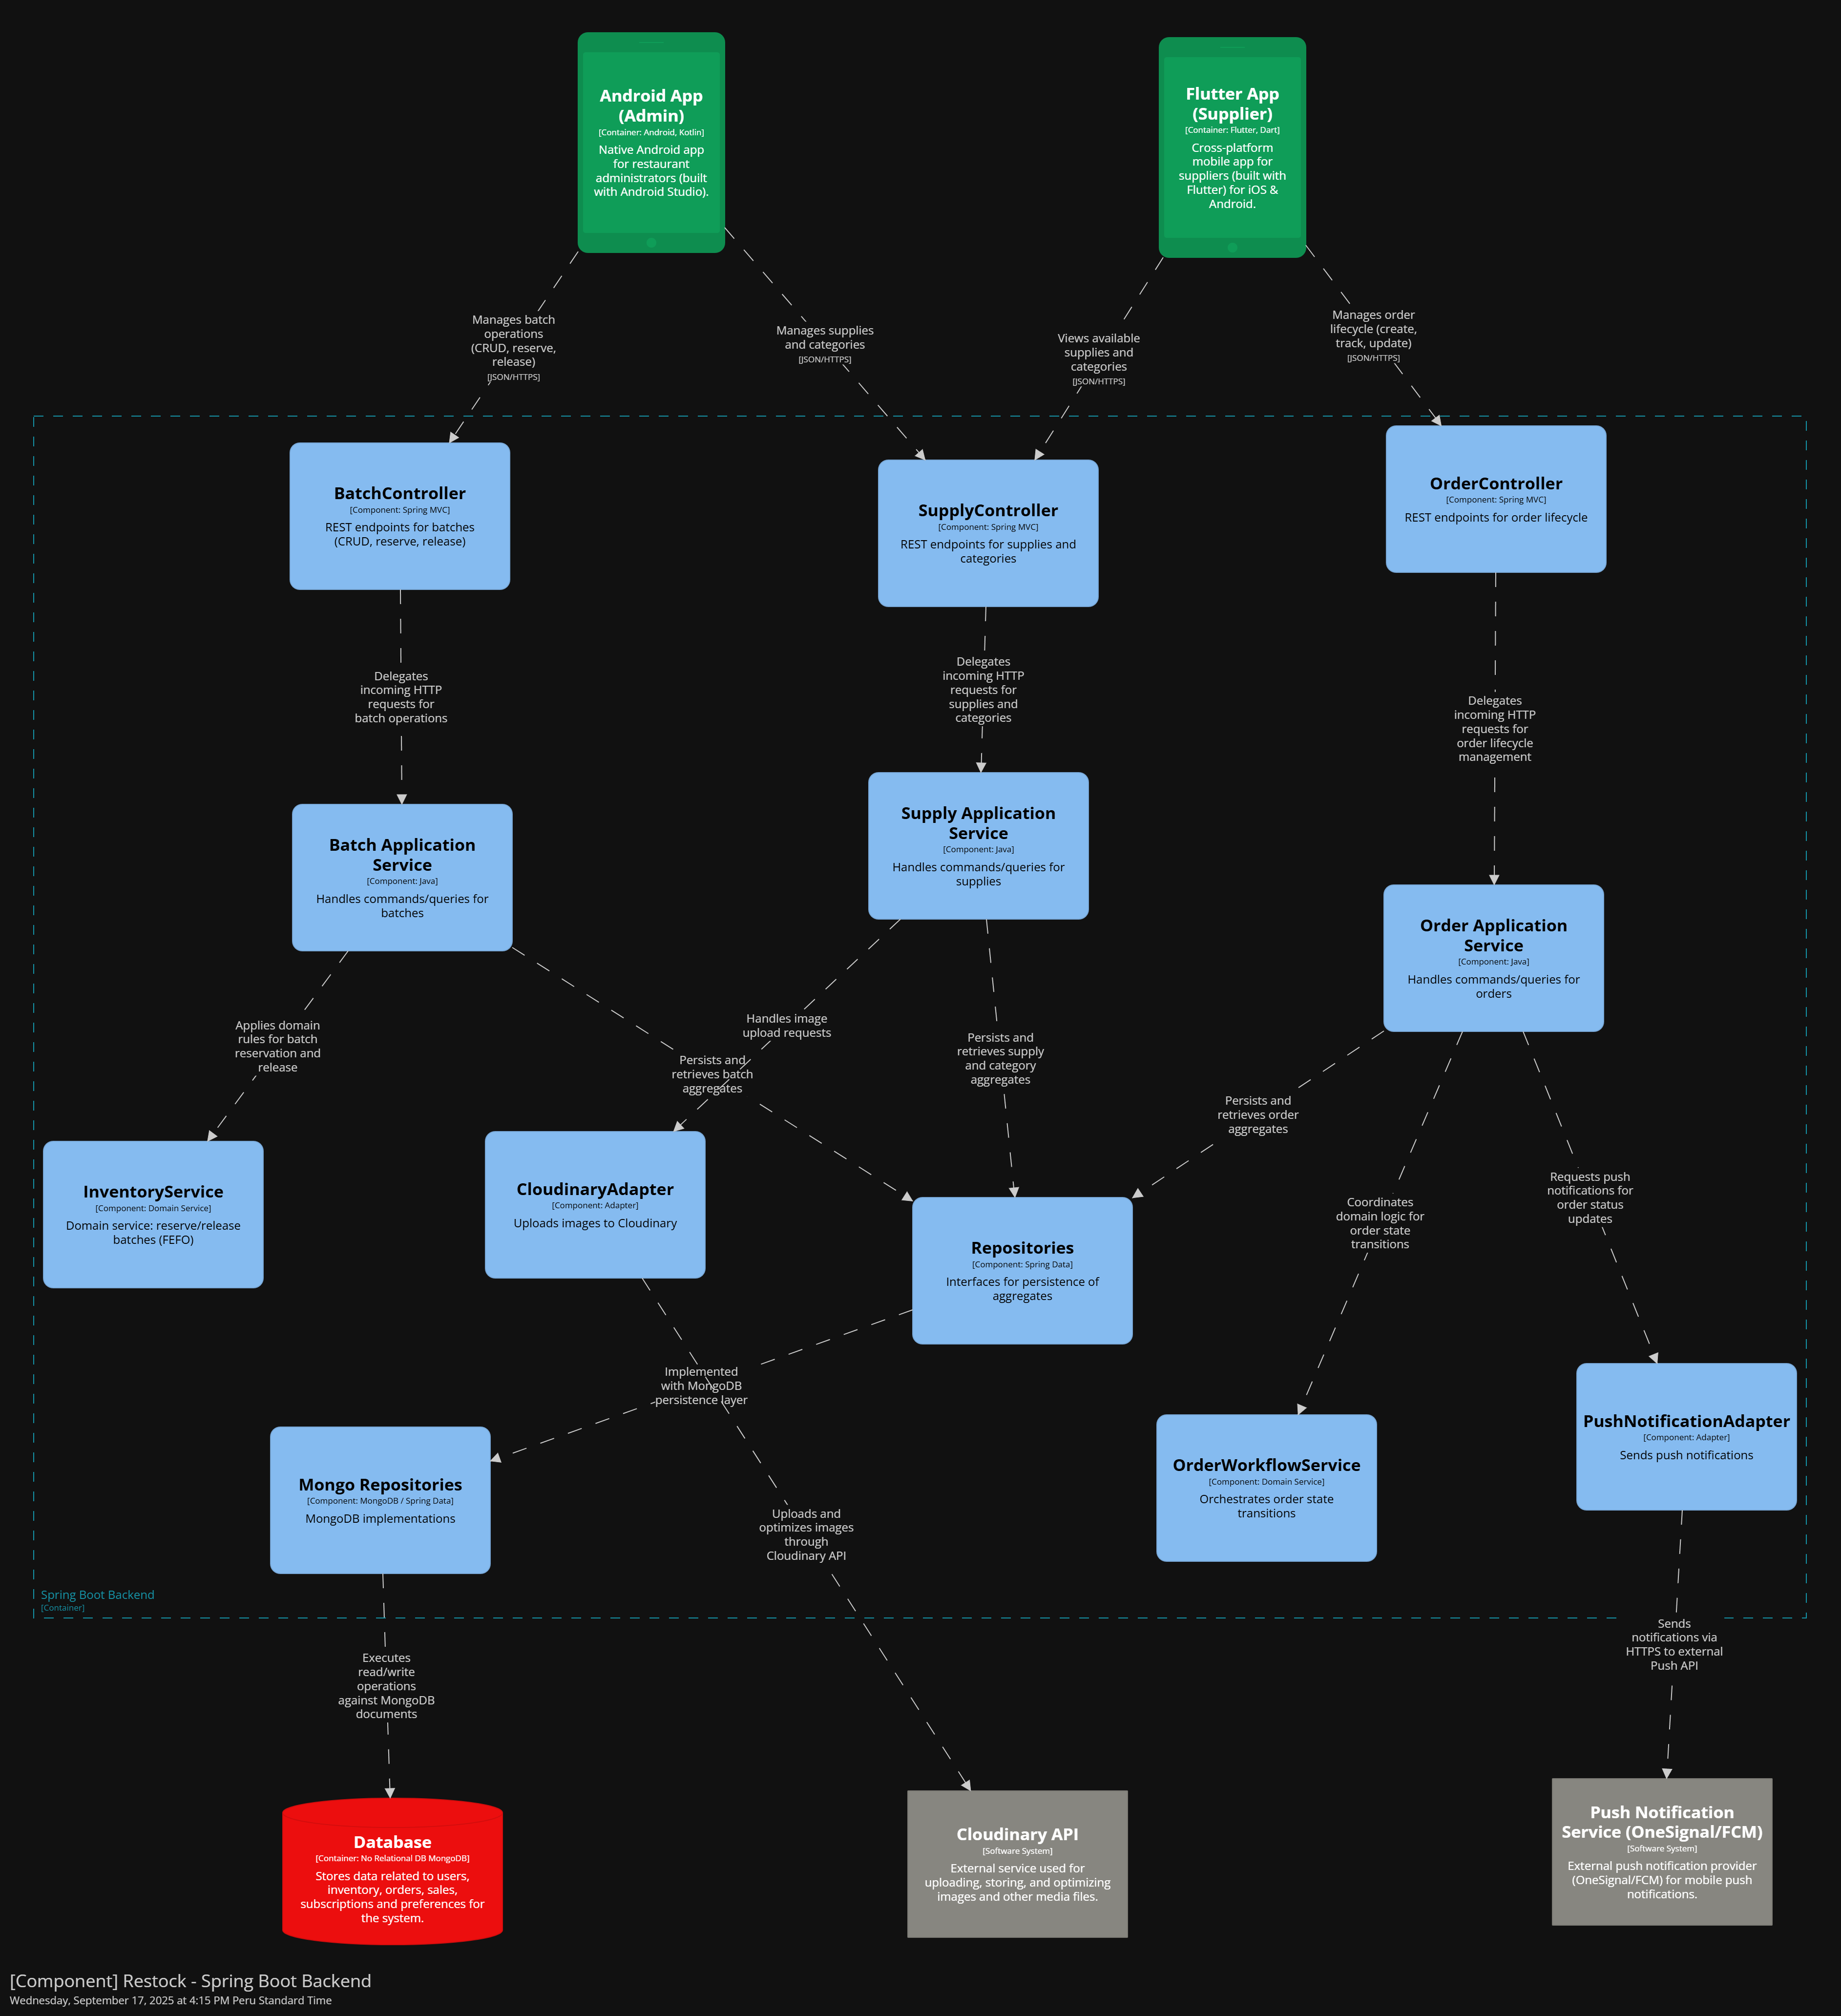 Android App
(Admin)
[Container: Android, Kotlin]
Native Android app
for restaurant
administrators (built
with Android Studio).
Flutter App
(Supplier)
[Container: Flutter, Dart]
Cross-platform
mobile app for
suppliers (built with
Flutter) for iOS &
Android.
Manages batch
operations
(CRUD, reserve,
release)
[JSON/HTTPS]
Manages supplies
and categories
[JSON/HTTPS]
Views available
supplies and
categories
[JSON/HTTPS]
Manages order
lifecycle (create,
track, update)
[JSON/HTTPS]
BatchController
[Component: Spring MVC]
REST endpoints for batches
(CRUD, reserve, release)
SupplyController
[Component: Spring MVC]
REST endpoints for supplies and
categories
OrderController
[Component: Spring MVC]
REST endpoints for order lifecycle
Delegates
incoming HTTP
requests for
batch operations
Delegates
incoming HTTP
requests for
supplies and
categories
Delegates
incoming HTTP
requests for
order lifecycle
management
Batch Application
Service
[Component: Java]
Handles commands/queries for
batches
Supply Application
Service
[Component: Java]
Handles commands/queries for
supplies
Order Application
Service
[Component: Java]
Handles commands/queries for
orders
Applies domain
rules for batch
reservation and
release
Persists and
retrieves batch
aggregates
Handles image
upload requests
Persists and
retrieves supply
and category
aggregates
Persists and
retrieves order
aggregates
Coordinates
domain logic for
order state
transitions
Requests push
notifications for
order status
updates
InventoryService
[Component: Domain Service]
Domain service: reserve/release
batches (FEFO)
CloudinaryAdapter
[Component: Adapter]
Uploads images to Cloudinary
Repositories
[Component: Spring Data]
Interfaces for persistence of
aggregates
Implemented
with MongoDB
persistence layer
Mongo Repositories
[Component: MongoDB / Spring Data]
MongoDB implementations
OrderWorkflowService
[Component: Domain Service]
Orchestrates order state
transitions
PushNotificationAdapter
[Component: Adapter]
Sends push notifications
Uploads and
optimizes images
through
Cloudinary API
Spring Boot Backend
[Container]
Executes
read/write
operations
against MongoDB
documents
Sends
notifications via
HTTPS to external
Push API
Database
[Container: No Relational DB MongoDB]
Stores data related to users,
inventory, orders, sales,
subscriptions and preferences for
the system.
Cloudinary API
[Software System]
External service used for
uploading, storing, and optimizing
images and other media files.
Push Notification
Service (OneSignal/FCM)
[Software System]
External push notification provider
(OneSignal/FCM) for mobile push
notifications.
[Component] Restock - Spring Boot Backend
Wednesday, September 17, 2025 at 4:15 PM Peru Standard Time